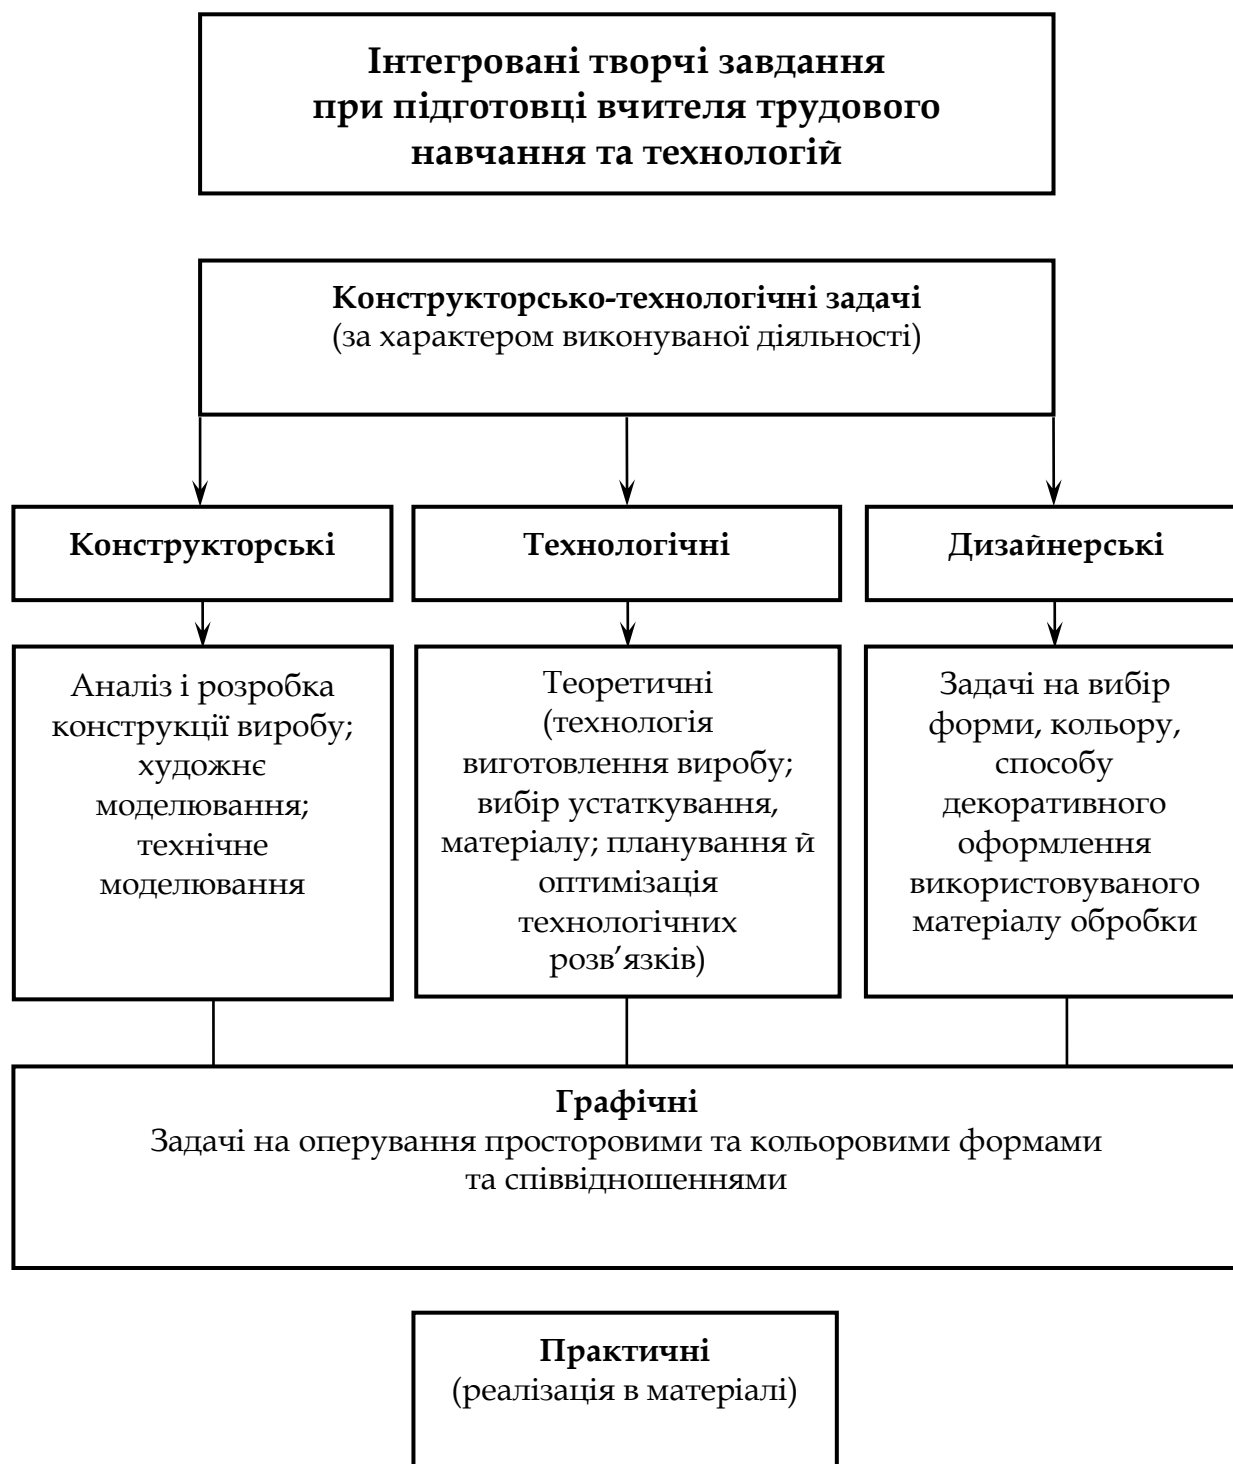 Інтегровані творчі завдання
при підготовці вчителя трудового
навчання та технологій
Конструкторсько-технологічні задачі
(за характером виконуваної діяльності)
Конструкторські
Технологічні
Дизайнерські
Аналіз і розробка
конструкції виробу;
художнє
моделювання;
технічне
моделювання
Теоретичні
(технологія
виготовлення виробу;
вибір устаткування,
матеріалу; планування й
оптимізація
технологічних
розв’язків)
Задачі на вибір
форми, кольору,
способу
декоративного
оформлення
використовуваного
матеріалу обробки
Графічні
Задачі на оперування просторовими та кольоровими формами
та співвідношеннями
Практичні
(реалізація в матеріалі)